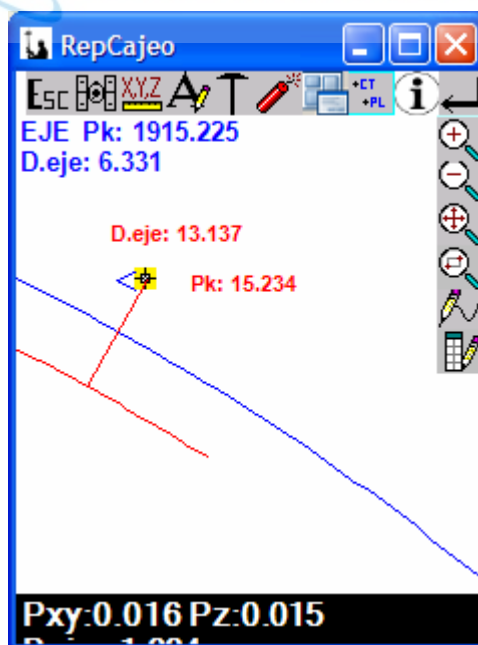 RepCajeo
ESC XYZ A T +CT +PL i
EJE Pk: 1915.225
D.eje: 6.331
D.eje: 13.137
Pk: 15.234
Pxy:0.016 Pz:0.015